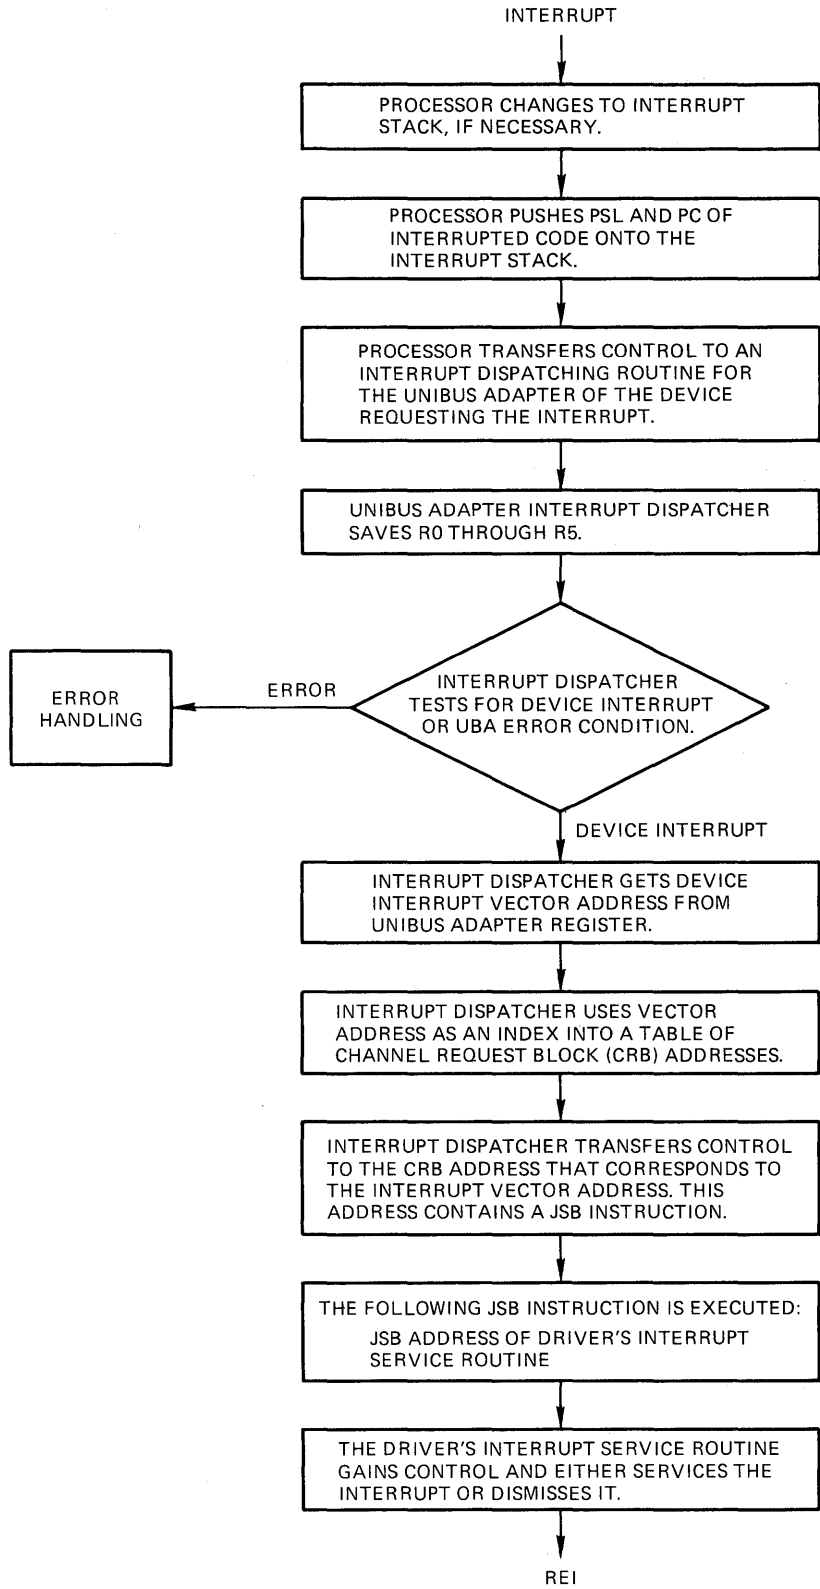 INTERRUPT
PROCESSOR CHANGES TO INTERRUPT
STACK, IF NECESSARY.
PROCESSOR PUSHES PSL AND PC OF
INTERRUPTED CODE ONTO THE
INTERRUPT STACK.
PROCESSOR TRANSFERS CONTROL TO AN
INTERRUPT DISPATCHING ROUTINE FOR
THE UNIBUS ADAPTER OF THE DEVICE
REQUESTING THE INTERRUPT.
UNIBUS ADAPTER INTERRUPT DISPATCHER
SAVES R0 THROUGH R5.
INTERRUPT DISPATCHER
TESTS FOR DEVICE INTERRUPT
OR UBA ERROR CONDITION.
ERROR
ERROR
HANDLING
DEVICE INTERRUPT
INTERRUPT DISPATCHER GETS DEVICE
INTERRUPT VECTOR ADDRESS FROM
UNIBUS ADAPTER REGISTER.
INTERRUPT DISPATCHER USES VECTOR
ADDRESS AS AN INDEX INTO A TABLE OF
CHANNEL REQUEST BLOCK (CRB) ADDRESSES.
INTERRUPT DISPATCHER TRANSFERS CONTROL
TO THE CRB ADDRESS THAT CORRESPONDS TO
THE INTERRUPT VECTOR ADDRESS. THIS
ADDRESS CONTAINS A JSB INSTRUCTION.
THE FOLLOWING JSB INSTRUCTION IS EXECUTED:
JSB ADDRESS OF DRIVER'S INTERRUPT
SERVICE ROUTINE
THE DRIVER'S INTERRUPT SERVICE ROUTINE
GAINS CONTROL AND EITHER SERVICES THE
INTERRUPT OR DISMISSES IT.
REI